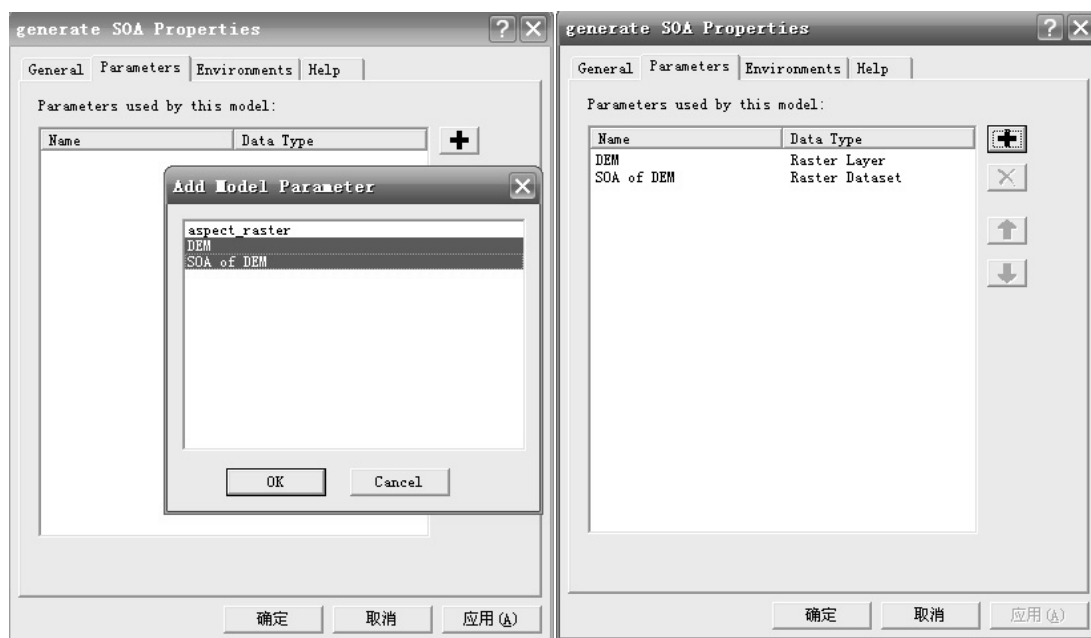 generate SOA Properties
General Parameters Environments Help
Parameters used by this model:
Name Data Type
Add Model Parameter
aspect_raster
DEM
SOA of DEM
OK Cancel
确定 取消 应用(A)
generate SOA Properties
General Parameters Environments Help
Parameters used by this model:
Name Data Type
DEM Raster Layer
SOA of DEM Raster Dataset
确定 取消 应用(A)